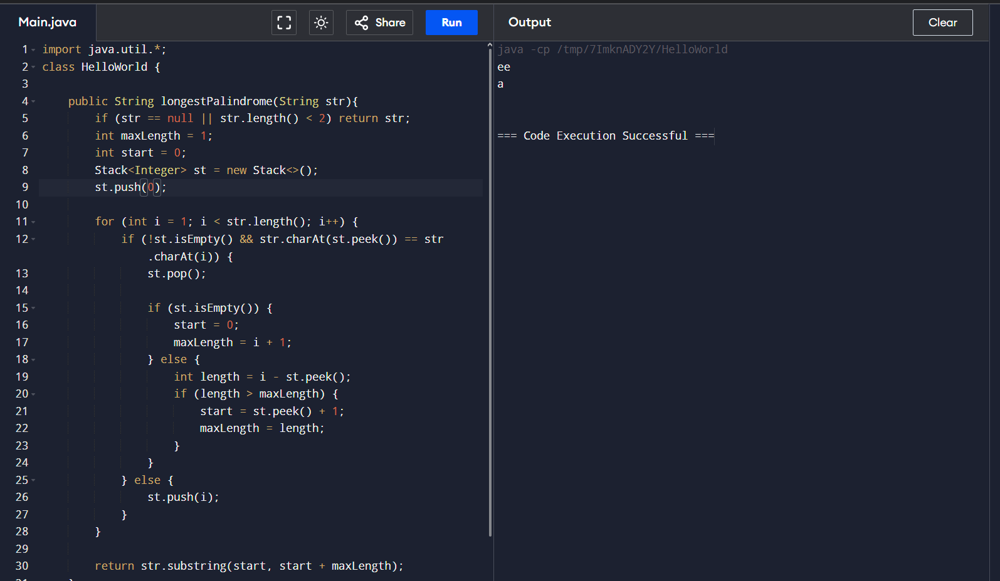 Main.java
Share
Run
Output
Clear
1 import java.util.*;
2 class HelloWorld {
3
4     public String longestPalindrome(String str){
5         if (str == null || str.length() < 2) return str;
6         int maxLength = 1;
7         int start = 0;
8         Stack<Integer> st = new Stack<>();
9         st.push(0);
10
11         for (int i = 1; i < str.length(); i++) {
12             if (!st.isEmpty() && str.charAt(st.peek()) == str
                .charAt(i)) {
13                 st.pop();
14
15                 if (st.isEmpty()) {
16                     start = 0;
17                     maxLength = i + 1;
18                 } else {
19                     int length = i - st.peek();
20                     if (length > maxLength) {
21                         start = st.peek() + 1;
22                         maxLength = length;
23                     }
24                 }
25             } else {
26                 st.push(i);
27             }
28         }
29
30         return str.substring(start, start + maxLength);
java -cp /tmp/7ImknADY2Y/HelloWorld
ee
a
=== Code Execution Successful ===